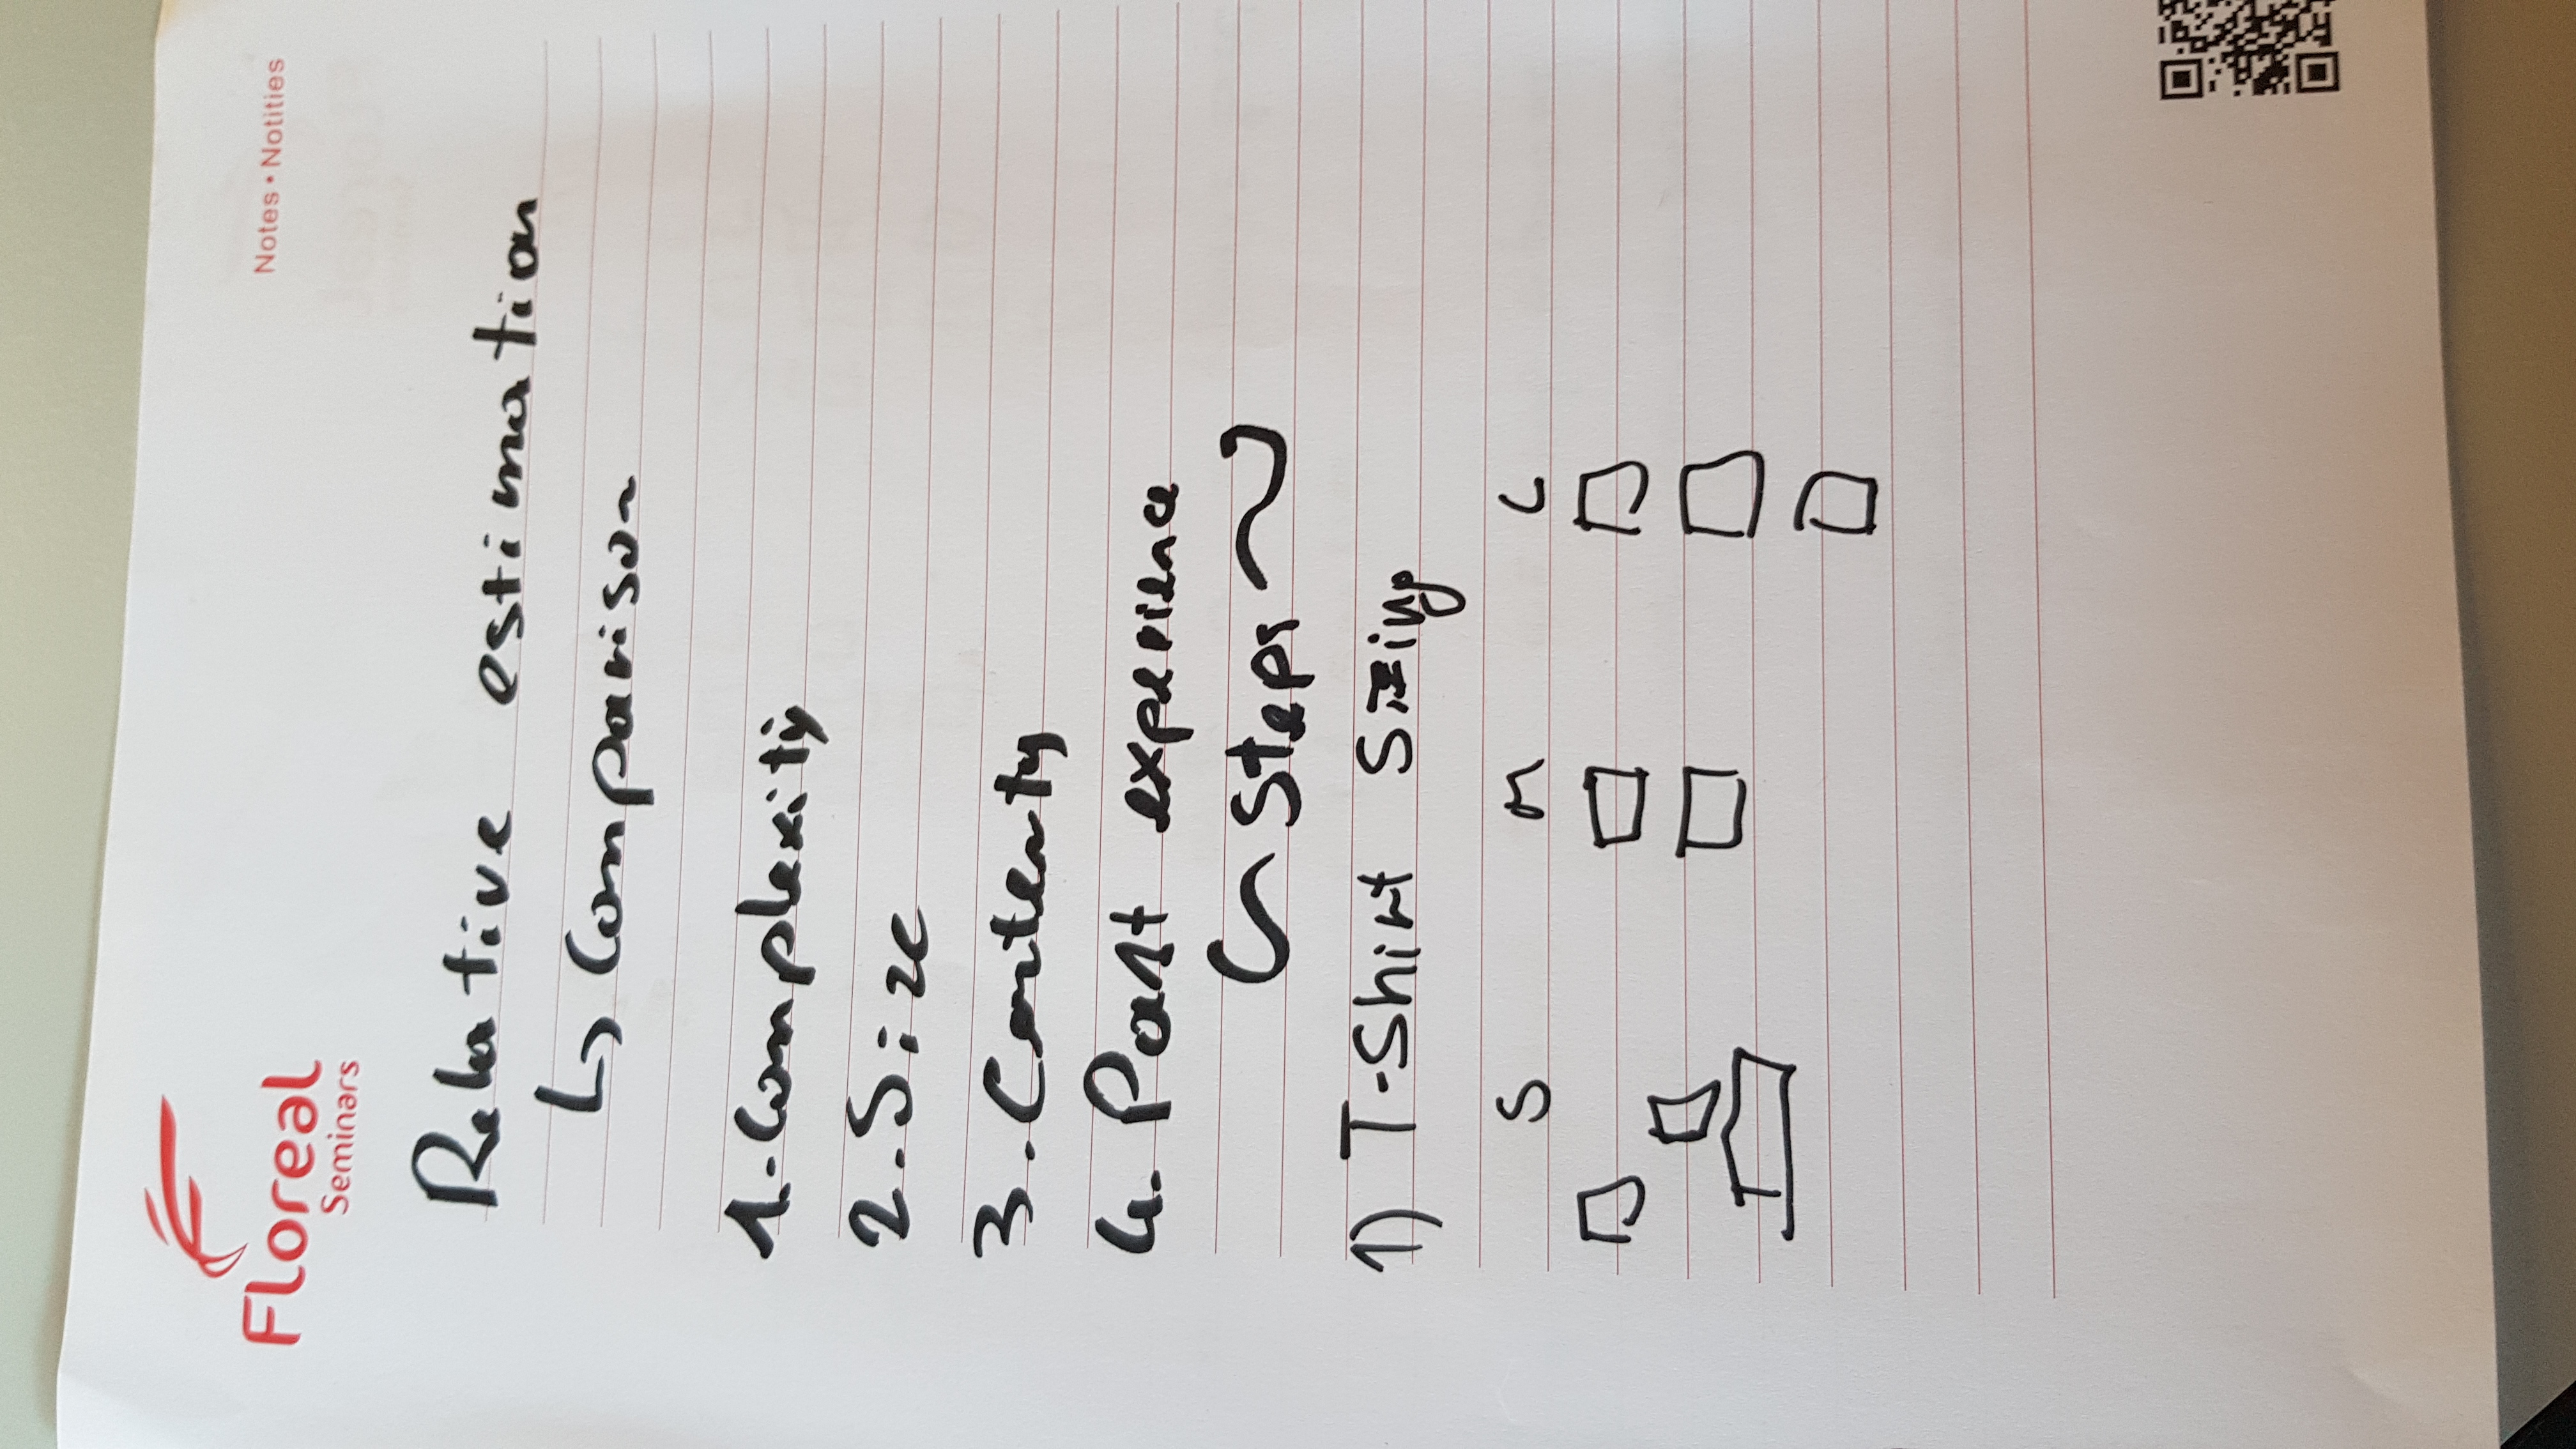 Floreal
Seminars
Notes • Notities
Relative estimation
↳ Comparison
1.-Complexity
2.Size
3.
4. Past experience
Steps
1) T-Shirt Sizing
S M L